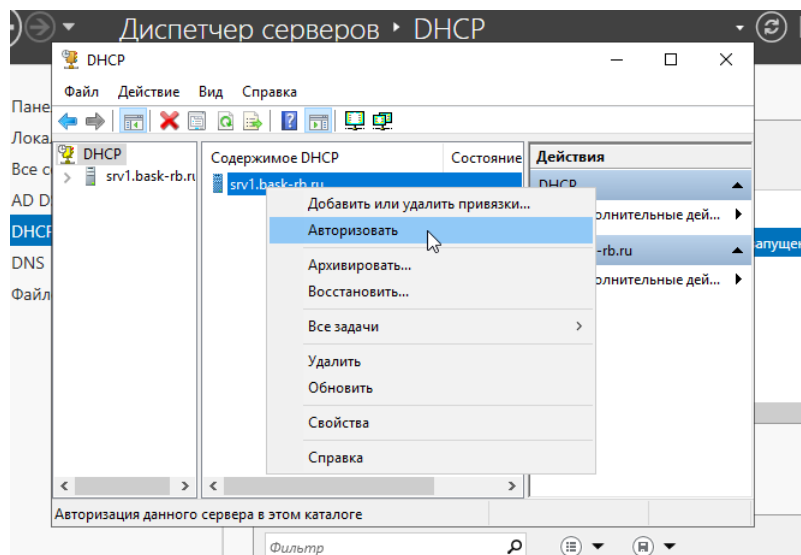 Диспетчер серверов ‣ DHCP
DHCP
Файл Действие Вид Справка
Пане
Лока
Все с
AD D
DHCP
DNS
Файл
DHCP
srv1.bask-rb.ru
Содержимое DHCP Состояние
srv1.bask-rb.ru
Действия
DHCP
олнительные дей...
-rb.ru
олнительные дей...
запущен
Добавить или удалить привязки...
Авторизовать
Архивировать...
Восстановить...
Все задачи
Удалить
Обновить
Свойства
Справка
Авторизация данного сервера в этом каталоге
Фильтр